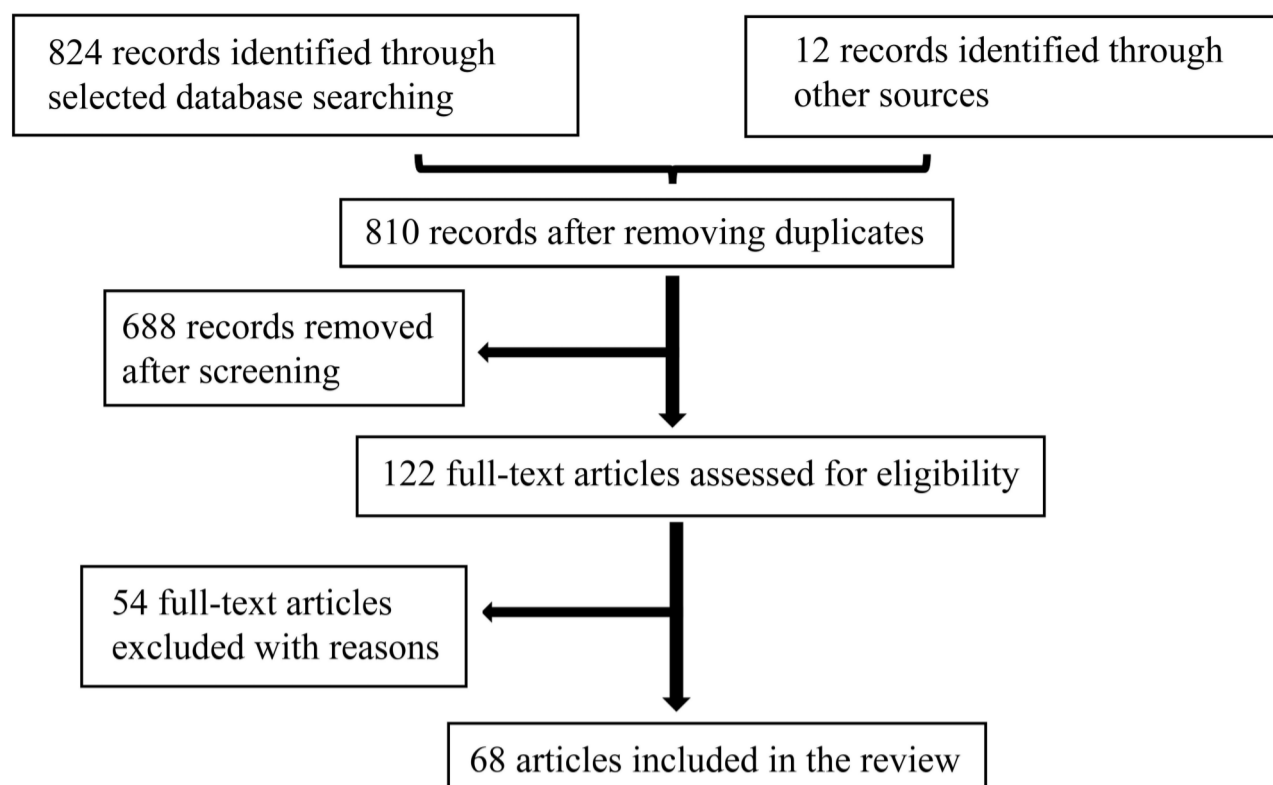 824 records identified through
selected database searching
12 records identified through
other sources
810 records after removing duplicates
688 records removed
after screening
122 full-text articles assessed for eligibility
54 full-text articles
excluded with reasons
68 articles included in the review